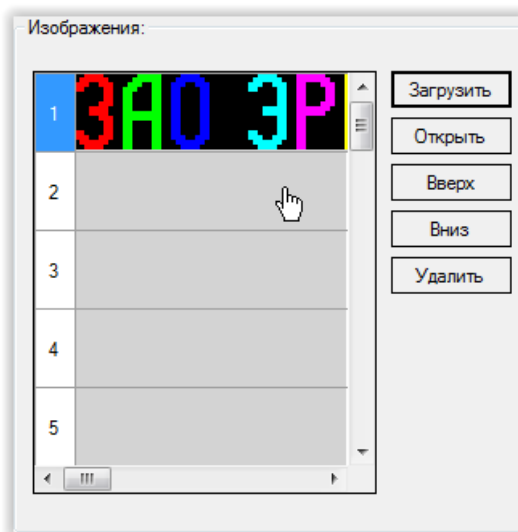 Изображения:
1 ЗАО ЭР
2
3
4
5
Загрузить
Открыть
Вверх
Вниз
Удалить